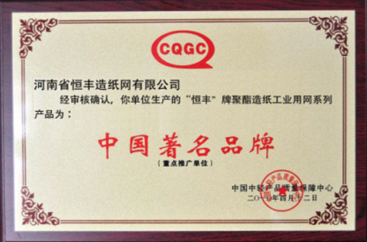 CQGC
河南省恒丰造纸网有限公司
经审核确认，你单位生产的“恒丰”牌聚酯造纸工业用网系列
产品为：
中国著名品牌
（重点推广单位）
中国中轻产品质量保障中心